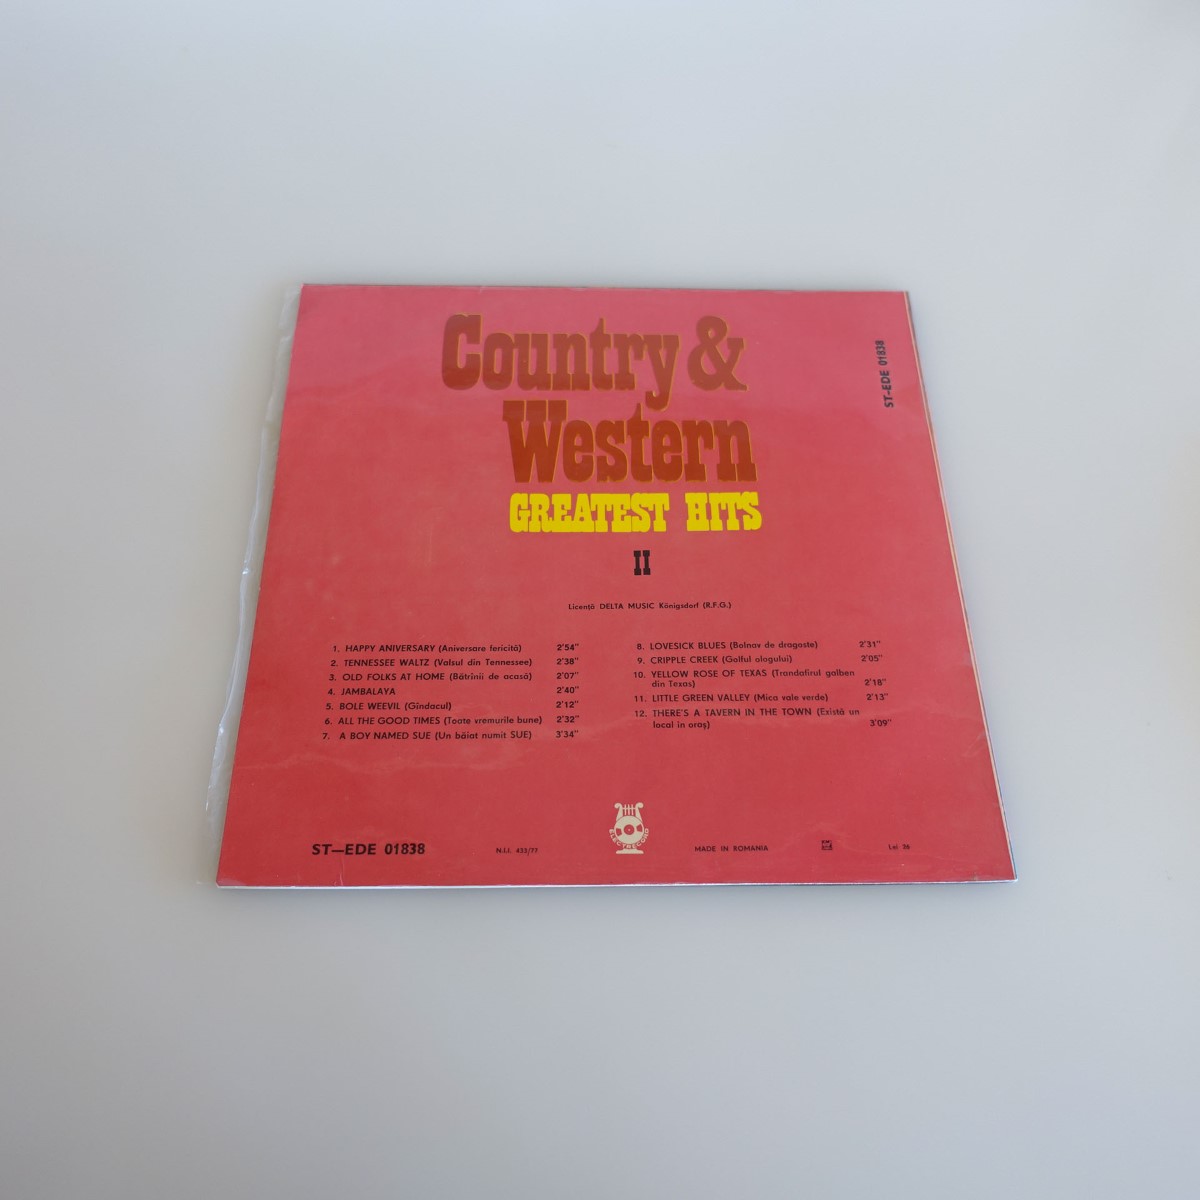 Country &
Western
GREATEST HITS
II
ST-EDE 01838
Licență DELTA MUSIC Königsdorf (R.F.G.)
1. HAPPY ANIVERSARY (Aniversare fericită) 2'54"
2. TENNESSEE WALTZ (Valsul din Tennessee) 2'38"
3. OLD FOLKS AT HOME (Bătrînii de acasă) 2'07"
4. JAMBALAYA 2'40"
5. BOLE WEEVIL (Gîndacul) 2'12"
6. ALL THE GOOD TIMES (Toate vremurile bune) 2'32"
7. A BOY NAMED SUE (Un băiat numit SUE) 3'34"
8. LOVESICK BLUES (Bolnav de dragoste) 2'31"
9. CRIPPLE CREEK (Golful ologului) 2'05"
10. YELLOW ROSE OF TEXAS (Trandafirul galben
din Texas) 2'18"
11. LITTLE GREEN VALLEY (Mica vale verde) 2'13"
12. THERE'S A TAVERN IN THE TOWN (Există un
local în oraș) 3'09"
ST—EDE 01838
N.I.I. 433/77
ELECTRECORD
MADE IN ROMANIA
Lei 36